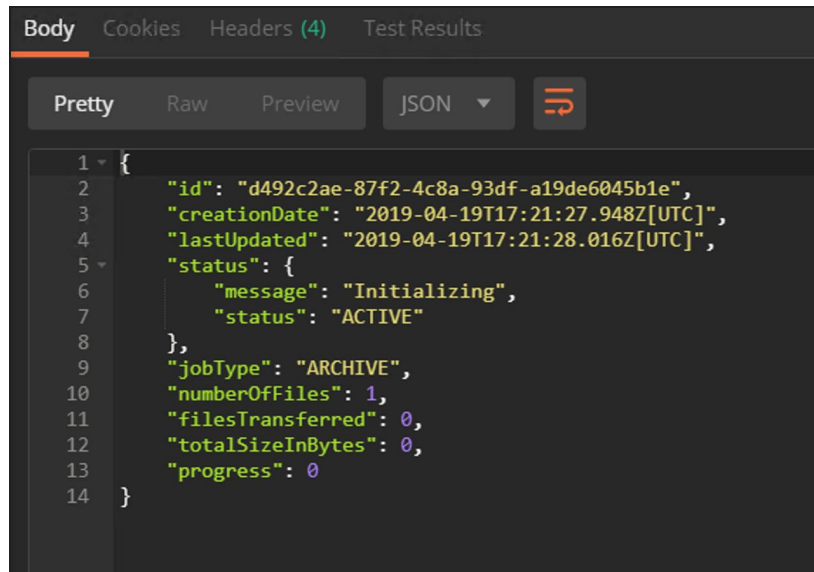 Body Cookies Headers (4) Test Results
Pretty Raw Preview JSON
1 {
2 "id": "d492c2ae-87f2-4c8a-93df-a19de6045b1e",
3 "creationDate": "2019-04-19T17:21:27.948Z[UTC]",
4 "lastUpdated": "2019-04-19T17:21:28.016Z[UTC]",
5 "status": {
6 "message": "Initializing",
7 "status": "ACTIVE"
8 },
9 "jobType": "ARCHIVE",
10 "numberOfFiles": 1,
11 "filesTransferred": 0,
12 "totalSizeInBytes": 0,
13 "progress": 0
14 }